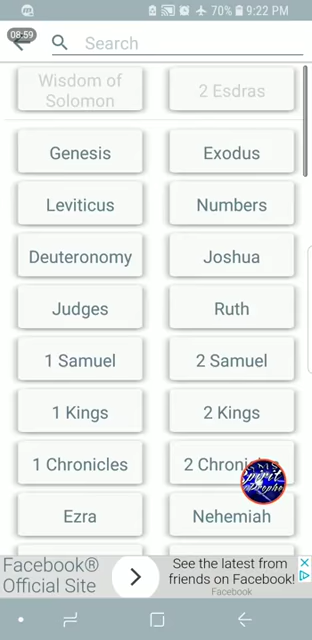 70% 9:22 PM
08:59
Search
Wisdom of
Solomon
2 Esdras
Genesis
Exodus
Leviticus
Numbers
Deuteronomy
Joshua
Judges
Ruth
1 Samuel
2 Samuel
1 Kings
2 Kings
1 Chronicles
2 Chronicles
Spirit
Ezra
Nehemiah
Facebook®
Official Site
See the latest from
friends on Facebook!
Facebook